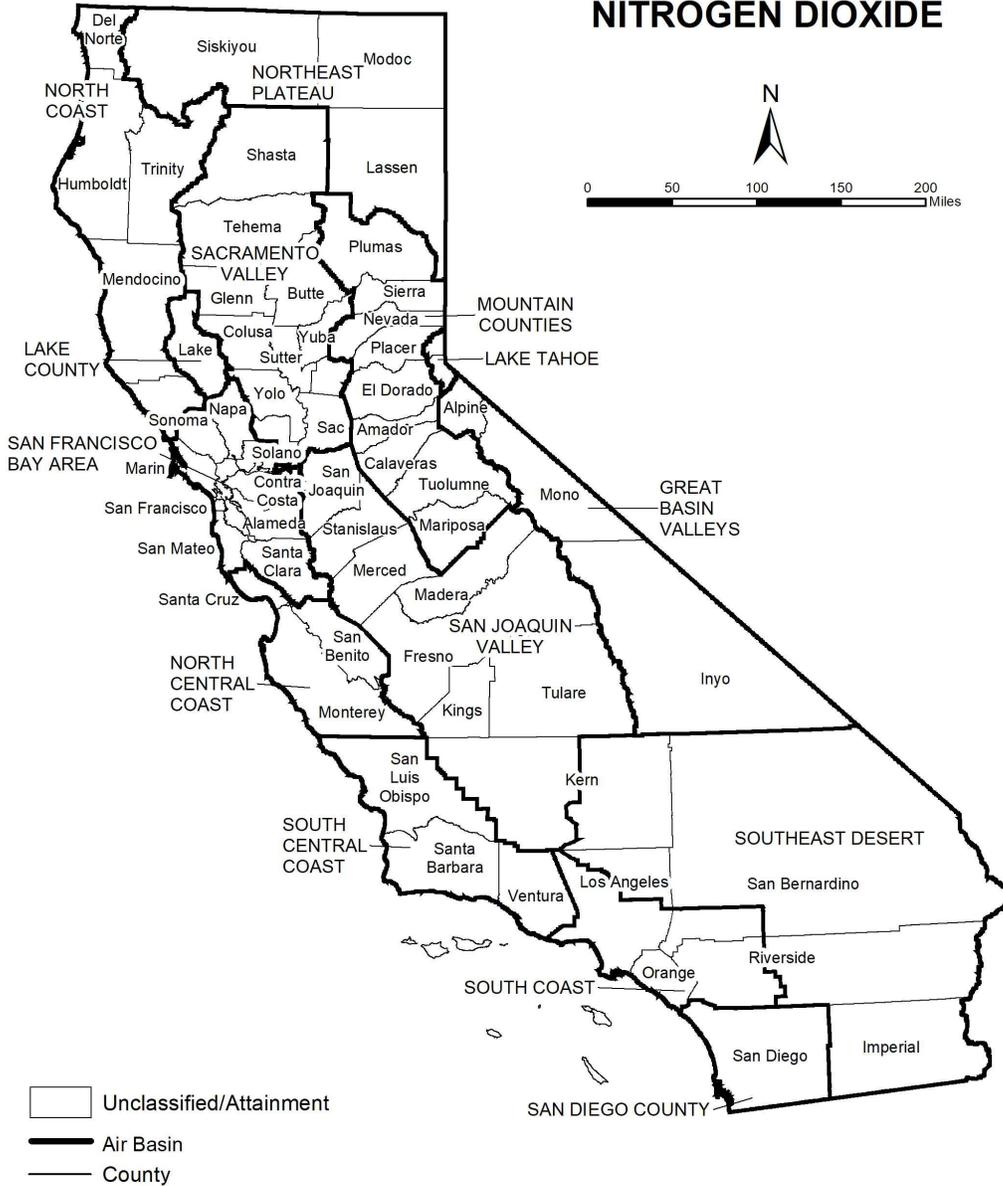 NITROGEN DIOXIDE
N
0 50 100 150 200
Miles
Del
Norte
Siskiyou
Modoc
NORTHEAST
PLATEAU
NORTH
COAST
Shasta
Lassen
Trinity
Humboldt
Tehema
Plumas
SACRAMENTO
VALLEY
Mendocino
Glenn
Butte
Sierra
MOUNTAIN
COUNTIES
Nevada
Colusa
Yuba
Sutter
Placer
LAKE
COUNTY
Lake
LAKE TAHOE
Yolo
El Dorado
Napa
Alpine
Sonoma
Sac
Amador
SAN FRANCISCO
BAY AREA
Marin
Solano
Calaveras
Contra
Costa
San
Joaquin
Tuolumne
Mono
GREAT
BASIN
VALLEYS
San Francisco
Alameda
Stanislaus
Mariposa
San Mateo
Santa
Clara
Merced
Santa Cruz
Madera
SAN JOAQUIN
VALLEY
San
Benito
Fresno
NORTH
CENTRAL
COAST
Inyo
Tulare
Monterey
Kings
San
Luis
Obispo
Kern
SOUTH
CENTRAL
COAST
Santa
Barbara
SOUTHEAST DESERT
Los Angeles
San Bernardino
Ventura
Riverside
Orange
SOUTH COAST
San Diego
Imperial
SAN DIEGO COUNTY
Unclassified/Attainment
Air Basin
County